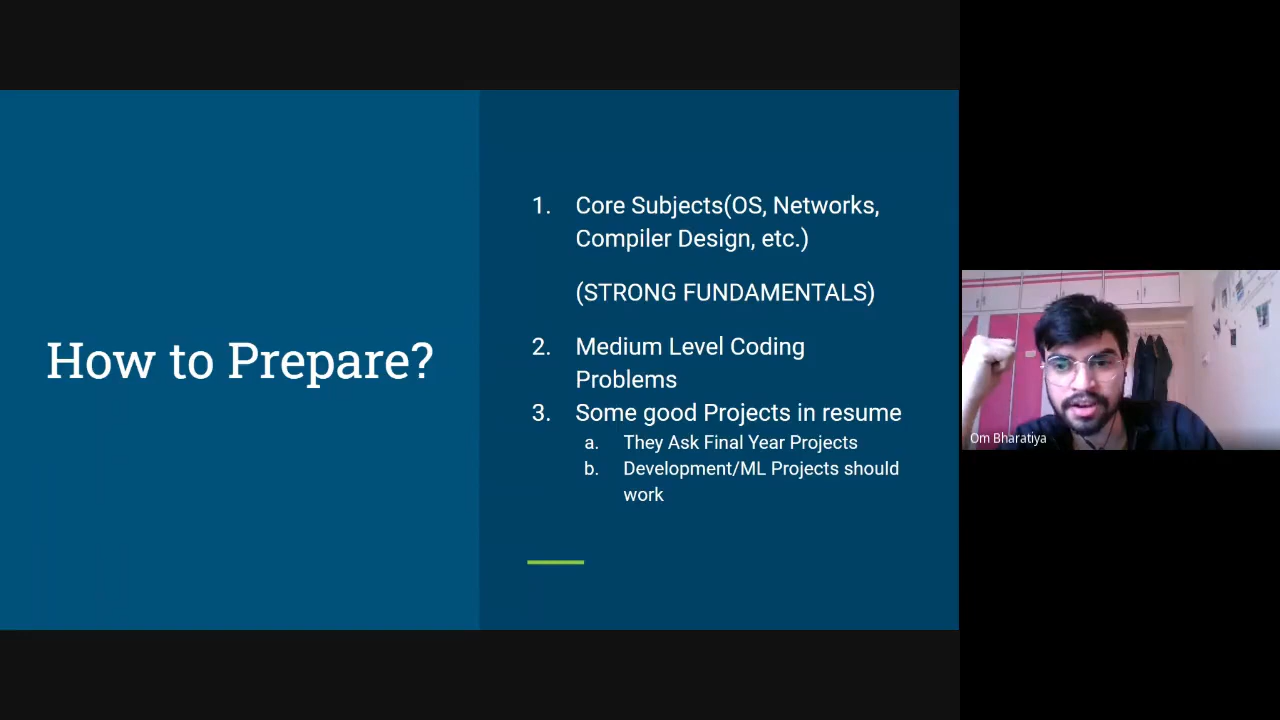 How to Prepare?
1. Core Subjects(OS, Networks,
Compiler Design, etc.)
(STRONG FUNDAMENTALS)
2. Medium Level Coding
Problems
3. Some good Projects in resume
a. They Ask Final Year Projects
b. Development/ML Projects should
work
Om Bharatiya